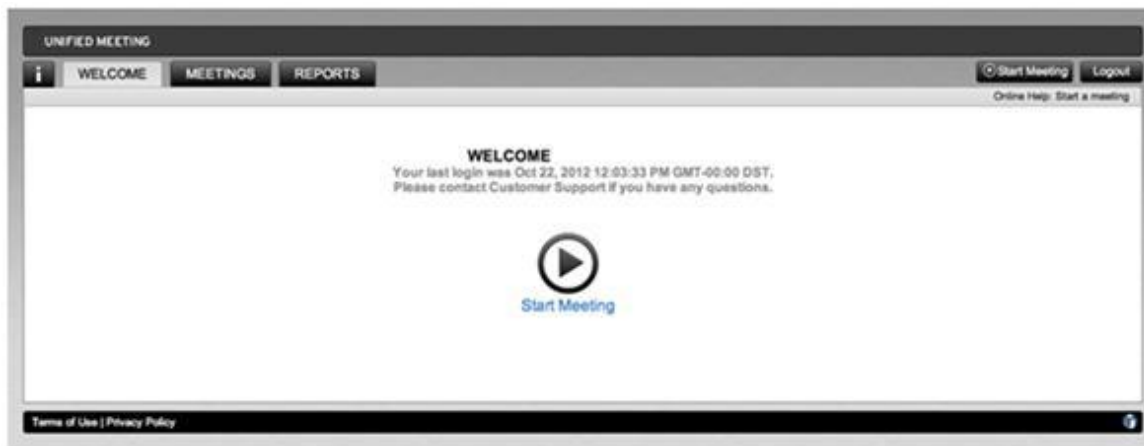 UNIFIED MEETING
i WELCOME MEETINGS REPORTS Start Meeting Logout
Online Help: Start a meeting
WELCOME
Your last login was Oct 22, 2012 12:03:33 PM GMT-00:00 DST.
Please contact Customer Support if you have any questions.
Start Meeting
Terms of Use | Privacy Policy